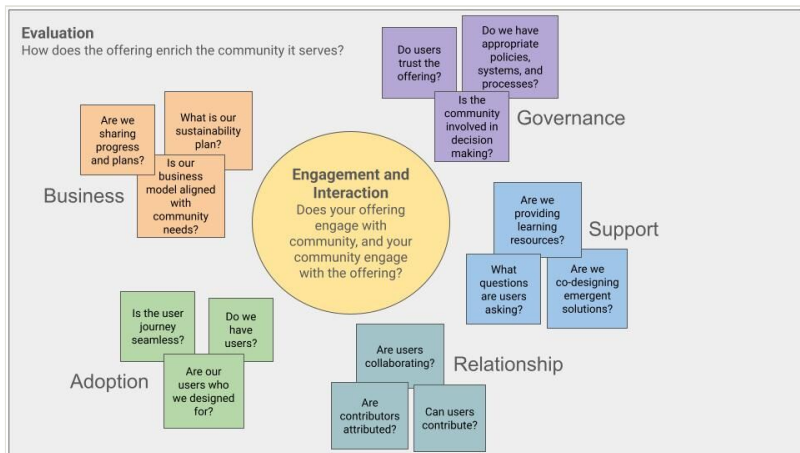 Evaluation
How does the offering enrich the community it serves?
Do users
trust the
offering?
Do we have
appropriate
policies,
systems, and
processes?
Is the
community
involved in
decision
making?
Governance
Are we
sharing
progress
and plans?
What is our
sustainability
plan?
Is our
business
model aligned
with
community
needs?
Business
Engagement and
Interaction
Does your offering
engage with
community, and your
community engage
with the offering?
Are we
providing
learning
resources?
Support
What
questions
are users
asking?
Are we
co-designing
emergent
solutions?
Is the user
journey
seamless?
Do we
have
users?
Are our
users who
we designed
for?
Adoption
Are users
collaborating?
Relationship
Are
contributors
attributed?
Can users
contribute?